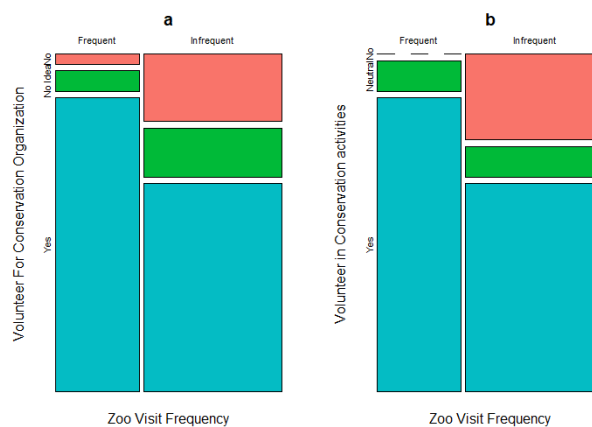 a
Frequent Infrequent
No
No Idea
Yes
Volunteer For Conservation Organization
Zoo Visit Frequency
b
Frequent Infrequent
No
Neutral
Yes
Volunteer in Conservation activities
Zoo Visit Frequency